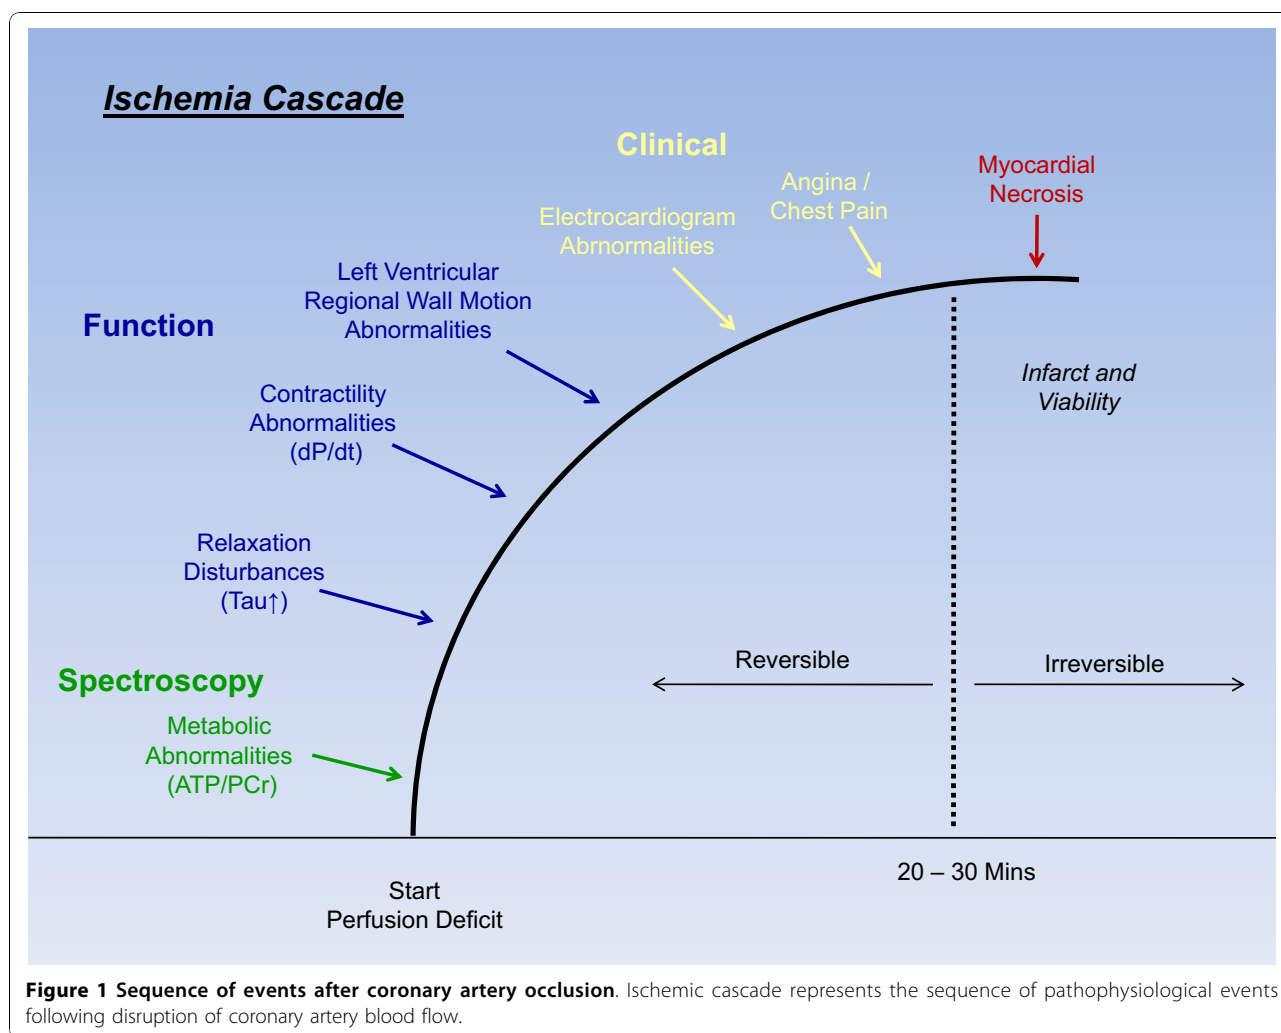 Ischemia Cascade
Clinical
Angina /
Chest Pain
Myocardial
Necrosis
Electrocardiogram
Abrnormalities
Left Ventricular
Regional Wall Motion
Abnormalities
Function
Contractility
Abnormalities
(dP/dt)
Infarct and
Viability
Relaxation
Disturbances
(Tau↑)
Reversible
Irreversible
Spectroscopy
Metabolic
Abnormalities
(ATP/PCr)
Start
Perfusion Deficit
20 – 30 Mins
Figure 1 Sequence of events after coronary artery occlusion. Ischemic cascade represents the sequence of pathophysiological events
following disruption of coronary artery blood flow.